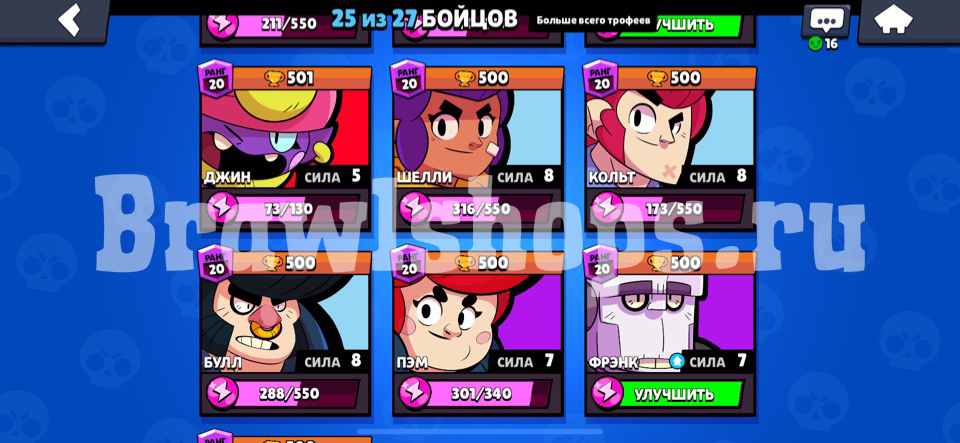 211/550
25 из 27 БОЙЦОВ
Больше всего трофеев
УЛУЧШИТЬ
16
РАНГ 20 501
РАНГ 20 500
РАНГ 20 500
ДЖИН СИЛА 5
ШЕЛЛИ СИЛА 8
КОЛЬТ СИЛА 8
73/130
316/550
173/550
Brawlshops.ru
РАНГ 20 500
РАНГ 20 500
РАНГ 20 500
БУЛЛ СИЛА 8
ПЭМ СИЛА 7
ФРЭНК СИЛА 7
288/550
301/340
УЛУЧШИТЬ